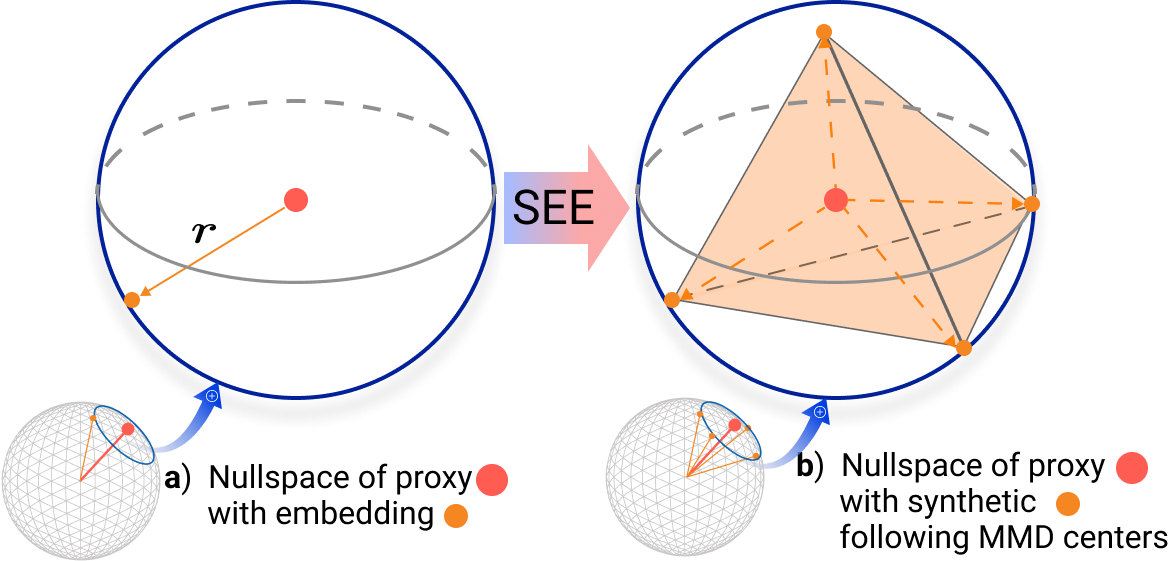 r
SEE
a) Nullspace of proxy
with embedding
b) Nullspace of proxy
with synthetic
following MMD centers